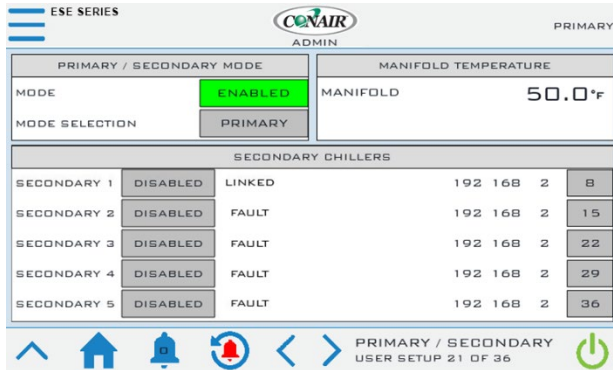 ESE SERIES
CONAIR
PRIMARY
ADMIN
PRIMARY / SECONDARY MODE
MANIFOLD TEMPERATURE
MODE ENABLED
MANIFOLD 50.0°F
MODE SELECTION PRIMARY
SECONDARY CHILLERS
SECONDARY 1 DISABLED LINKED 192 168 2 8
SECONDARY 2 DISABLED FAULT 192 168 2 15
SECONDARY 3 DISABLED FAULT 192 168 2 22
SECONDARY 4 DISABLED FAULT 192 168 2 29
SECONDARY 5 DISABLED FAULT 192 168 2 36
0
PRIMARY / SECONDARY
USER SETUP 21 OF 36